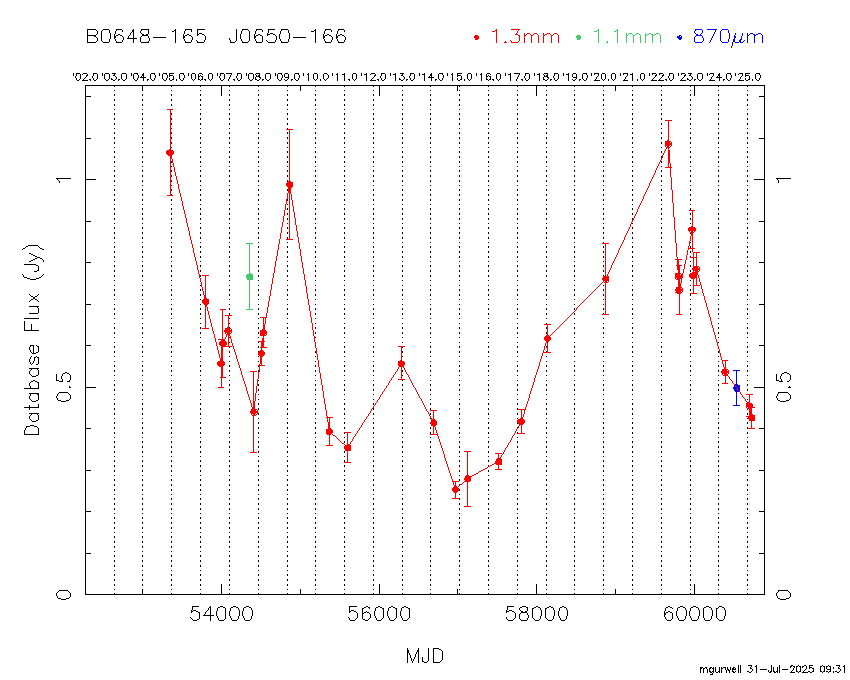 B0648-165 J0650-166 1.3mm 1.1mm 870μm
'02.0 '03.0 '04.0 '05.0 '06.0 '07.0 '08.0 '09.0 '10.0 '11.0 '12.0 '13.0 '14.0 '15.0 '16.0 '17.0 '18.0 '19.0 '20.0 '21.0 '22.0 '23.0 '24.0 '25.0
1 1
Database Flux (Jy)
0.5 0.5
0 0
54000 56000 58000 60000
MJD
mgurwell 31-Jul-2025 09:31